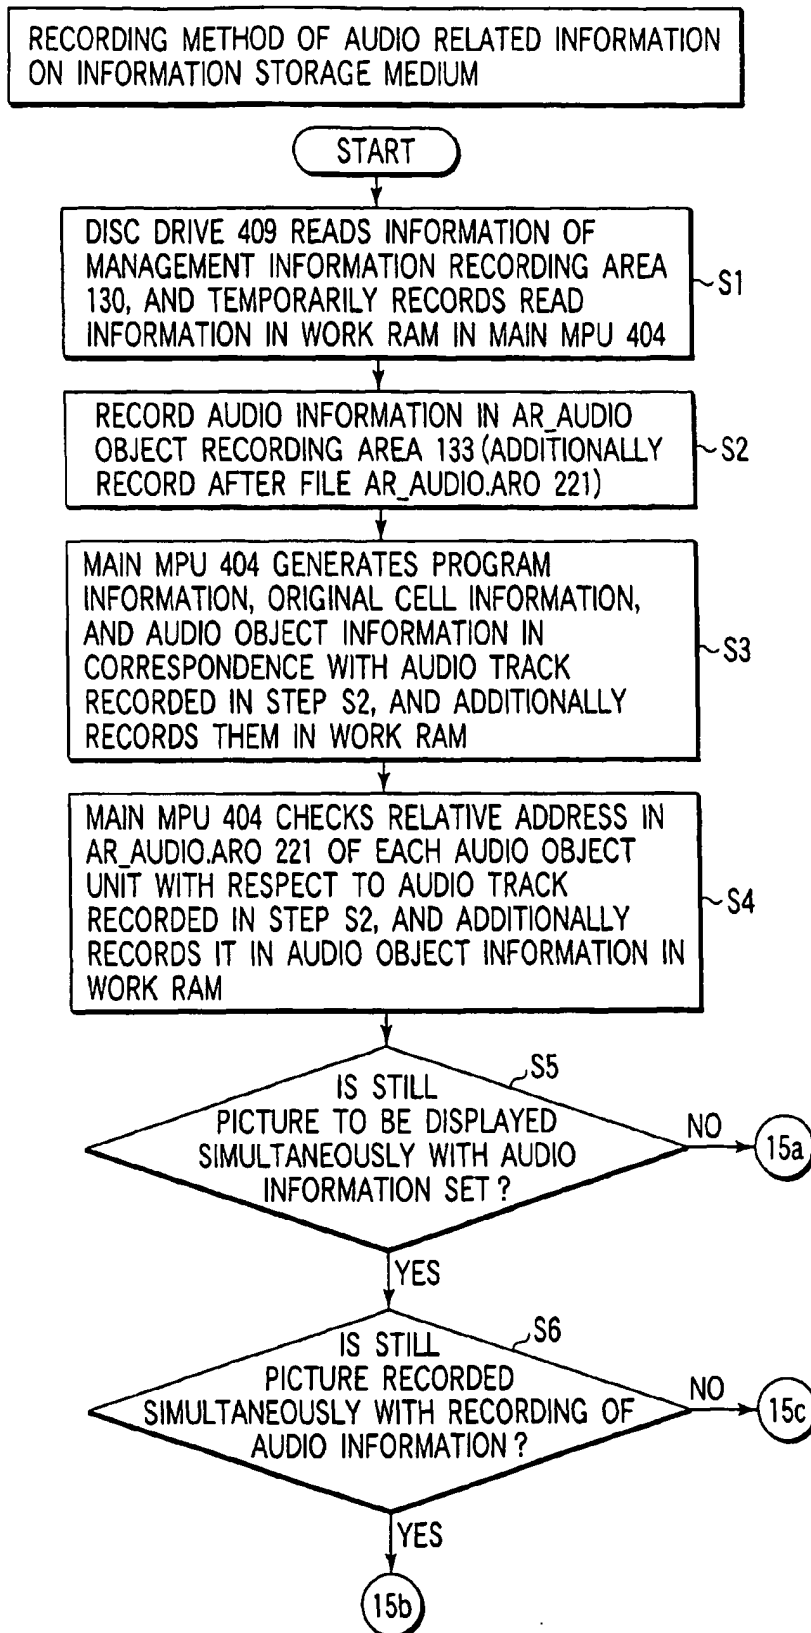 RECORDING METHOD OF AUDIO RELATED INFORMATION
ON INFORMATION STORAGE MEDIUM
START
DISC DRIVE 409 READS INFORMATION OF
MANAGEMENT INFORMATION RECORDING AREA
130, AND TEMPORARILY RECORDS READ
INFORMATION IN WORK RAM IN MAIN MPU 404
S1
RECORD AUDIO INFORMATION IN AR_AUDIO
OBJECT RECORDING AREA 133 (ADDITIONALLY
RECORD AFTER FILE AR_AUDIO.ARO 221)
S2
MAIN MPU 404 GENERATES PROGRAM
INFORMATION, ORIGINAL CELL INFORMATION,
AND AUDIO OBJECT INFORMATION IN
CORRESPONDENCE WITH AUDIO TRACK
RECORDED IN STEP S2, AND ADDITIONALLY
RECORDS THEM IN WORK RAM
S3
MAIN MPU 404 CHECKS RELATIVE ADDRESS IN
AR_AUDIO.ARO 221 OF EACH AUDIO OBJECT
UNIT WITH RESPECT TO AUDIO TRACK
RECORDED IN STEP S2, AND ADDITIONALLY
RECORDS IT IN AUDIO OBJECT INFORMATION IN
WORK RAM
S4
S5
IS STILL
PICTURE TO BE DISPLAYED
SIMULTANEOUSLY WITH AUDIO
INFORMATION SET ?
NO
15a
YES
S6
IS STILL
PICTURE RECORDED
SIMULTANEOUSLY WITH RECORDING OF
AUDIO INFORMATION ?
NO
15c
YES
15b